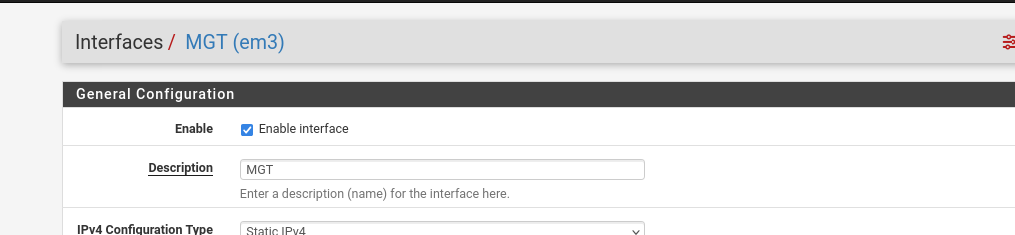 Interfaces / MGT (em3)
General Configuration
Enable Enable interface
Description MGT
Enter a description (name) for the interface here.
IPv4 Configuration Type Static IPv4